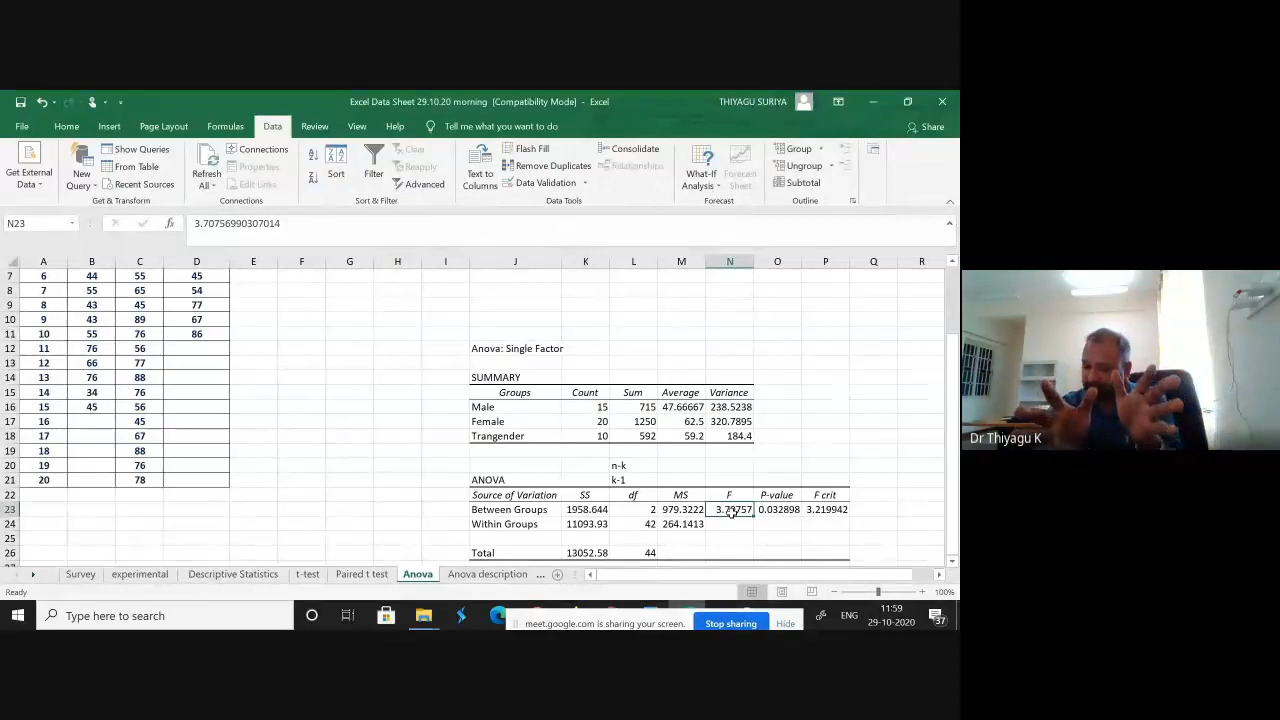 Excel Data Sheet 29.10.20 morning [Compatibility Mode] - Excel
THIYAGU SURIYA
File Home Insert Page Layout Formulas Data Review View Help Tell me what you want to do Share
Get External Data
New Query
Show Queries
From Table
Recent Sources
Get & Transform
Refresh All
Connections
Properties
Edit Links
Connections
Sort
Filter
Clear
Reapply
Advanced
Sort & Filter
Text to Columns
Flash Fill
Remove Duplicates
Data Validation
Consolidate
Relationships
Data Tools
What-If Analysis
Forecast Sheet
Forecast
Group
Ungroup
Subtotal
Outline
N23 fx 3.70756990307014
A B C D E F G H I J K L M N O P Q R
7 6 44 55 45
8 7 55 65 54
9 8 43 45 77
10 9 43 89 67
11 10 55 76 86
12 11 76 56 Anova: Single Factor
13 12 66 77
14 13 76 88 SUMMARY
15 14 34 76 Groups Count Sum Average Variance
16 15 45 56 Male 15 715 47.66667 238.5238
17 16 45 Female 20 1250 62.5 320.7895
18 17 67 Trangender 10 592 59.2 184.4
19 18 88
20 19 76 n-k
21 20 78 ANOVA k-1
22 Source of Variation SS df MS F P-value F crit
23 Between Groups 1958.644 2 979.3222 3.70757 0.032898 3.219942
24 Within Groups 11093.93 42 264.1413
25
26 Total 13052.58 44
Survey experimental Descriptive Statistics t-test Paired t test Anova Anova description ...
Ready 100%
Type here to search
meet.google.com is sharing your screen. Stop sharing Hide
ENG
11:59
29-10-2020
37
Dr Thiyagu K